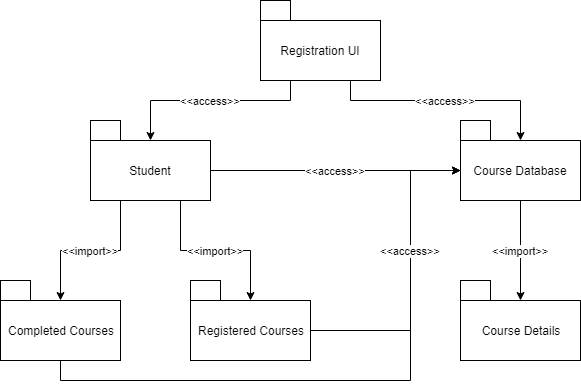 Registration UI
<<access>>
<<access>>
Student
<<access>>
Course Database
<<import>>
<<import>>
<<access>>
<<import>>
Completed Courses
Registered Courses
Course Details